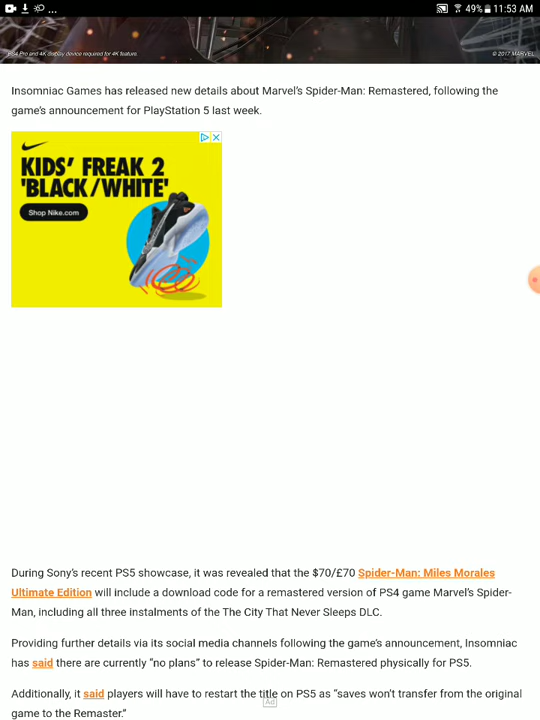 49% 11:53 AM
PS4 Pro and 4K display device required for 4K feature.
© 2017 MARVEL
Insomniac Games has released new details about Marvel's Spider-Man: Remastered, following the
game's announcement for PlayStation 5 last week.
KIDS' FREAK 2
'BLACK/WHITE'
Shop Nike.com
During Sony's recent PS5 showcase, it was revealed that the $70/£70 Spider-Man: Miles Morales
Ultimate Edition will include a download code for a remastered version of PS4 game Marvel's Spider-
Man, including all three instalments of the The City That Never Sleeps DLC.
Providing further details via its social media channels following the game's announcement, Insomniac
has said there are currently "no plans" to release Spider-Man: Remastered physically for PS5.
Additionally, it said players will have to restart the title on PS5 as "saves won't transfer from the original
Ad
game to the Remaster."